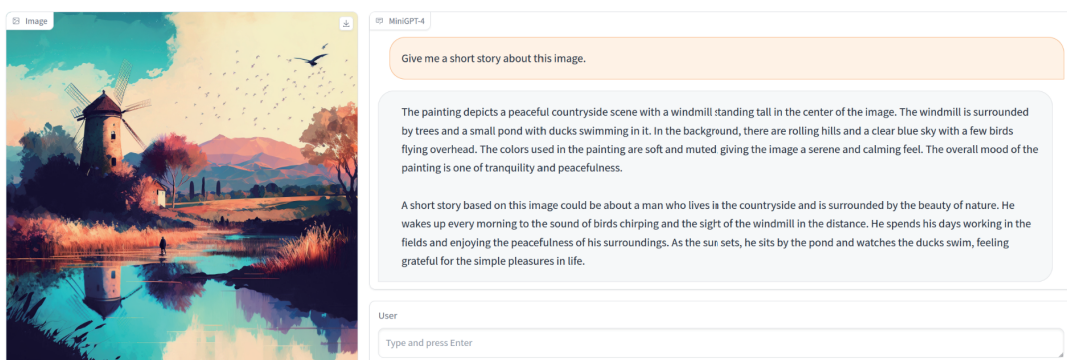 Image
MiniGPT-4
Give me a short story about this image.
The painting depicts a peaceful countryside scene with a windmill standing tall in the center of the image. The windmill is surrounded
by trees and a small pond with ducks swimming in it. In the background, there are rolling hills and a clear blue sky with a few birds
flying overhead. The colors used in the painting are soft and muted, giving the image a serene and calming feel. The overall mood of the
painting is one of tranquility and peacefulness.
A short story based on this image could be about a man who lives in the countryside and is surrounded by the beauty of nature. He
wakes up every morning to the sound of birds chirping and the sight of the windmill in the distance. He spends his days working in the
fields and enjoying the peacefulness of his surroundings. As the sun sets, he sits by the pond and watches the ducks swim, feeling
grateful for the simple pleasures in life.
User
Type and press Enter